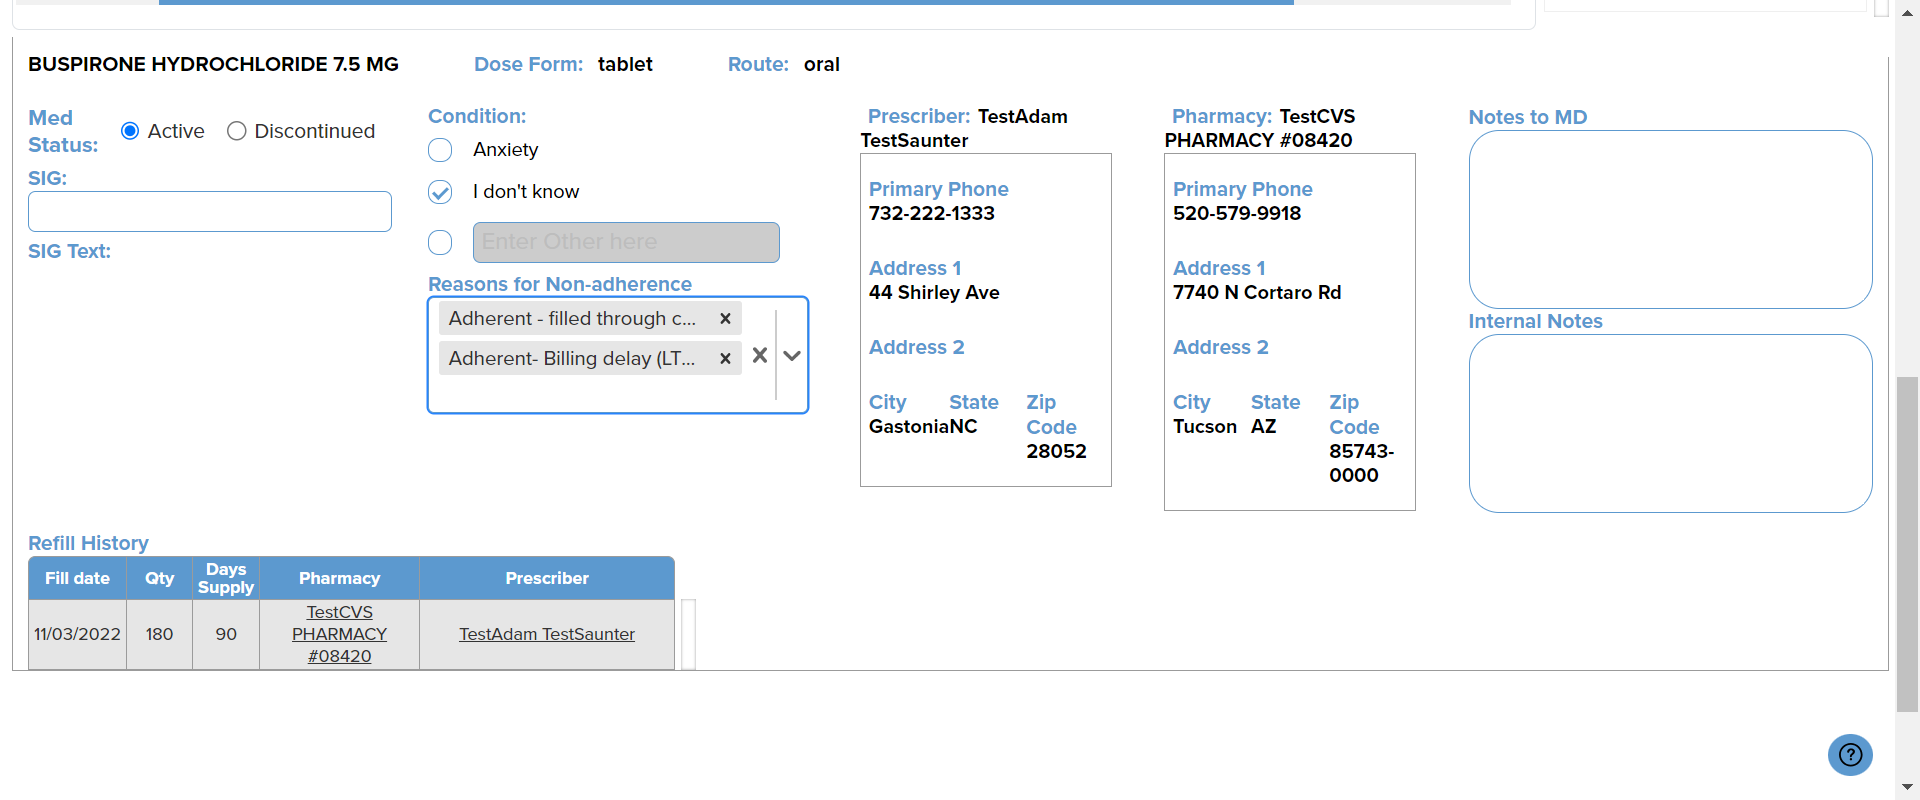 BUSPIRONE HYDROCHLORIDE 7.5 MG
Dose Form: tablet
Route: oral
Med Status:
Active
Discontinued
SIG:
SIG Text:
Condition:
Anxiety
I don't know
Enter Other here
Reasons for Non-adherence
Adherent - filled through c...
Adherent- Billing delay (LT...
Prescriber: TestAdam
TestSaunter
Primary Phone
732-222-1333
Address 1
44 Shirley Ave
Address 2
City State Zip Code
Gastonia NC 28052
Pharmacy: TestCVS
PHARMACY #08420
Primary Phone
520-579-9918
Address 1
7740 N Cortaro Rd
Address 2
City State Zip Code
Tucson AZ 85743-
0000
Notes to MD
Internal Notes
Refill History
Fill date Qty Days Supply Pharmacy Prescriber
11/03/2022 180 90 TestCVS PHARMACY #08420 TestAdam TestSaunter